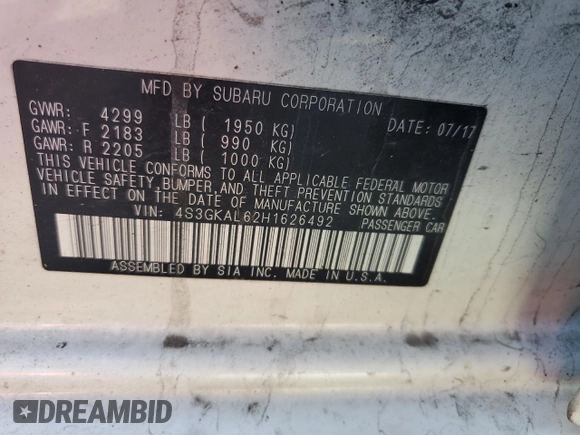 MFD BY SUBARU CORPORATION
GVWR: 4299 LB ( 1950 KG) DATE: 07/17
GAWR: F 2183 LB ( 990 KG)
GAWR: R 2205 LB ( 1000 KG)
THIS VEHICLE CONFORMS TO ALL APPLICABLE FEDERAL MOTOR
VEHICLE SAFETY, BUMPER, AND THEFT PREVENTION STANDARDS
IN EFFECT ON THE DATE OF MANUFACTURE SHOWN ABOVE.
VIN: 4S3GKAL62H1626492 PASSENGER CAR
ASSEMBLED BY SIA INC. MADE IN U.S.A.
DREAMBID